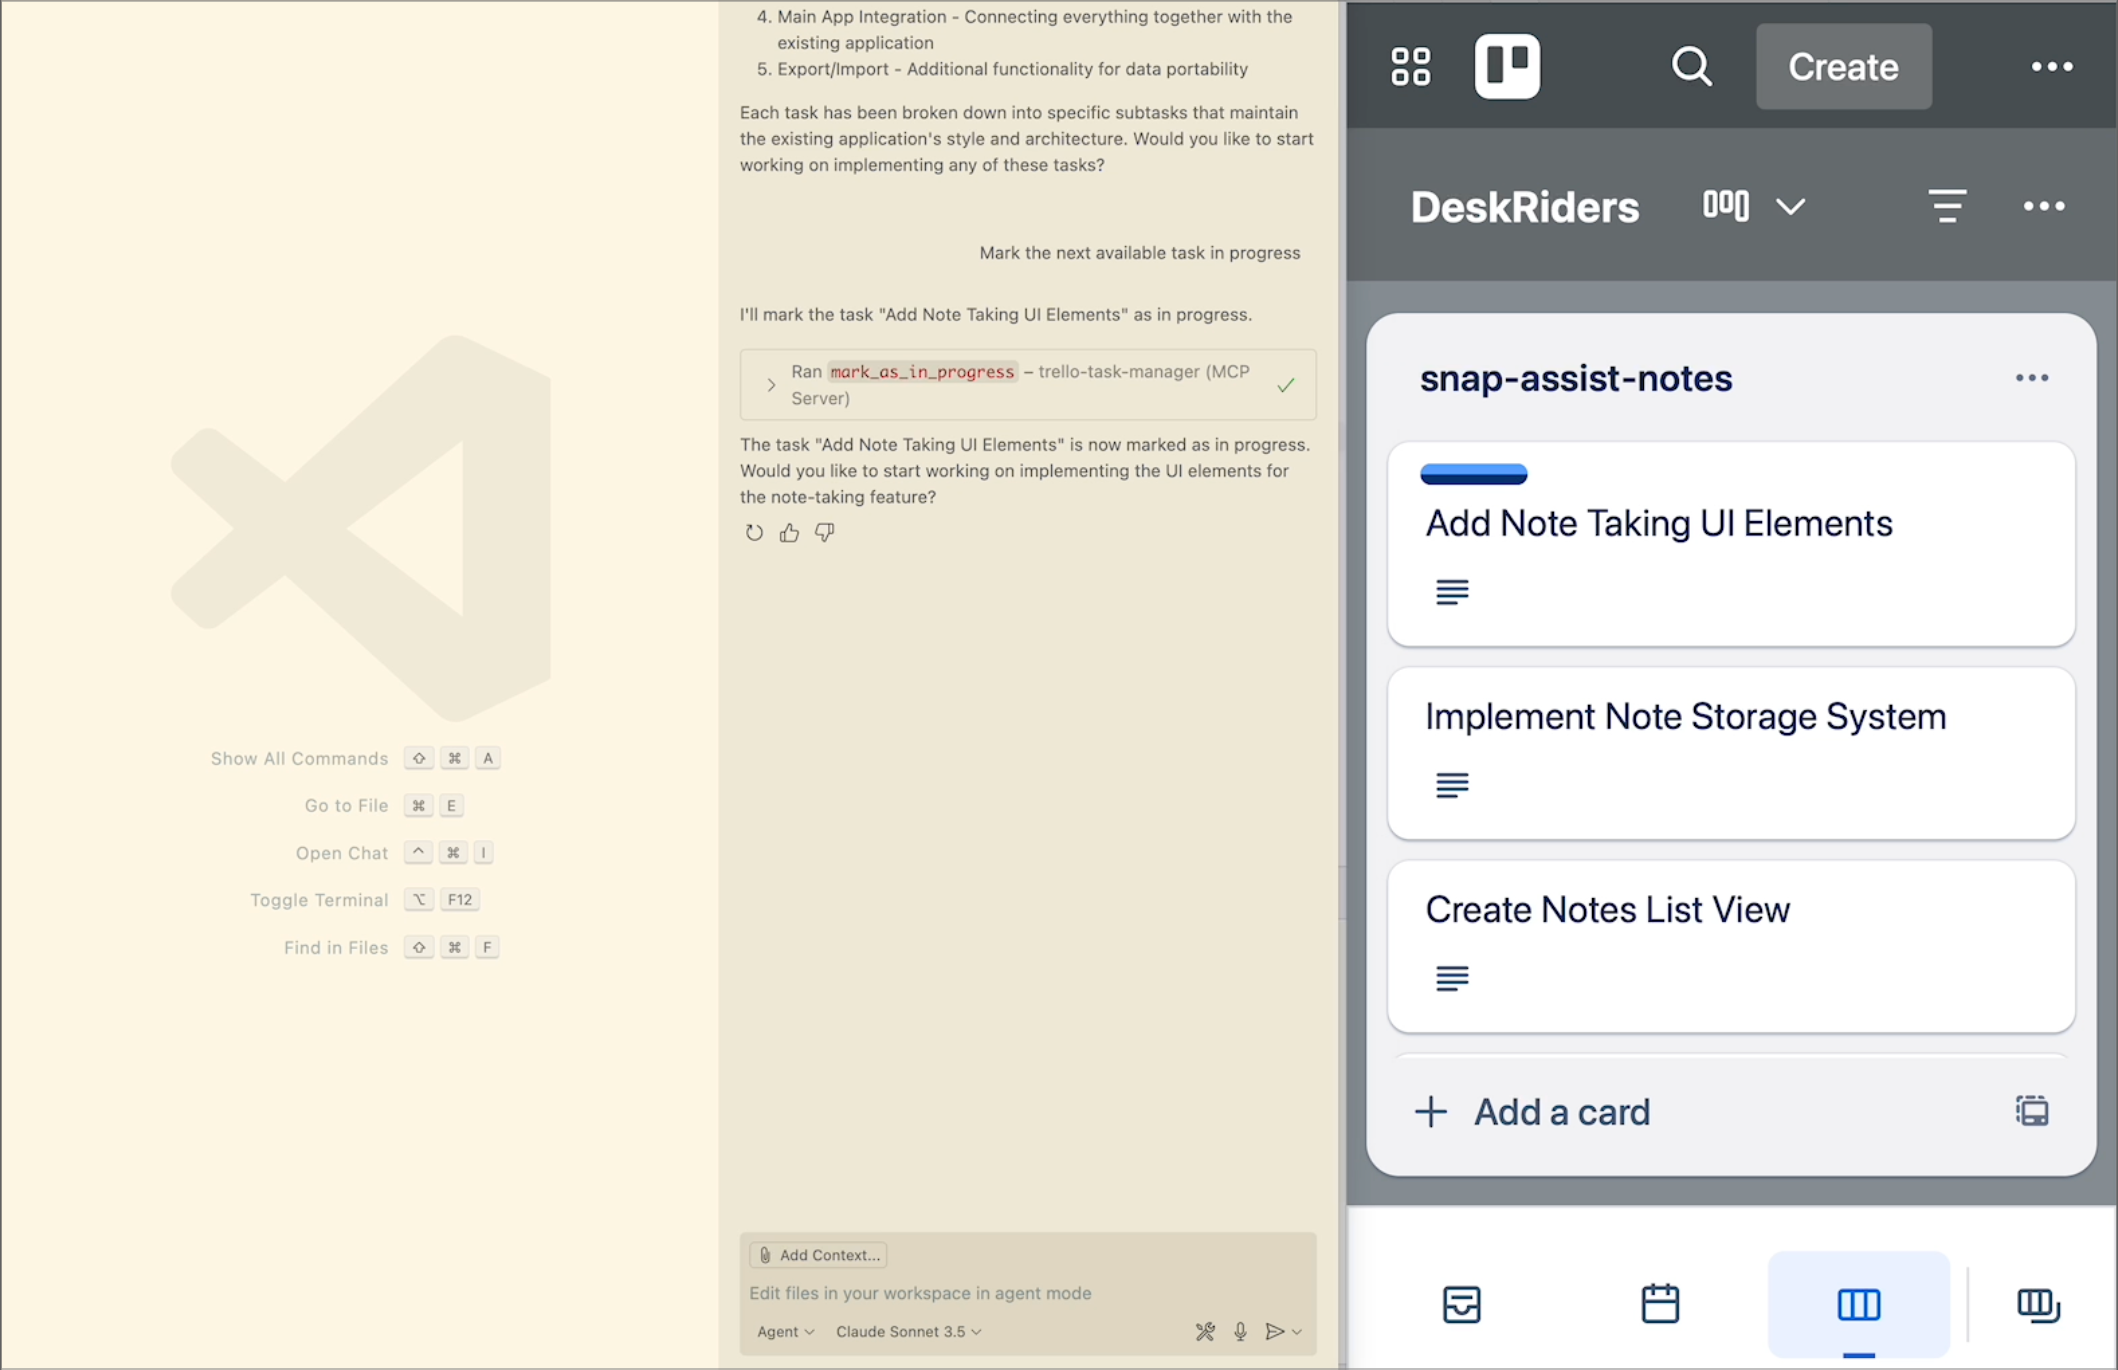 4. Main App Integration - Connecting everything together with the
existing application
5. Export/Import - Additional functionality for data portability
Each task has been broken down into specific subtasks that maintain
the existing application's style and architecture. Would you like to start
working on implementing any of these tasks?
Mark the next available task in progress
I'll mark the task "Add Note Taking UI Elements" as in progress.
Ran mark_as_in_progress – trello-task-manager (MCP
Server)
The task "Add Note Taking UI Elements" is now marked as in progress.
Would you like to start working on implementing the UI elements for
the note-taking feature?
Show All Commands ⇧ ⌘ A
Go to File ⌘ E
Open Chat ^ ⌘ I
Toggle Terminal ⌥ F12
Find in Files ⇧ ⌘ F
Add Context...
Edit files in your workspace in agent mode
Agent Claude Sonnet 3.5
Create
DeskRiders
snap-assist-notes
Add Note Taking UI Elements
Implement Note Storage System
Create Notes List View
+ Add a card